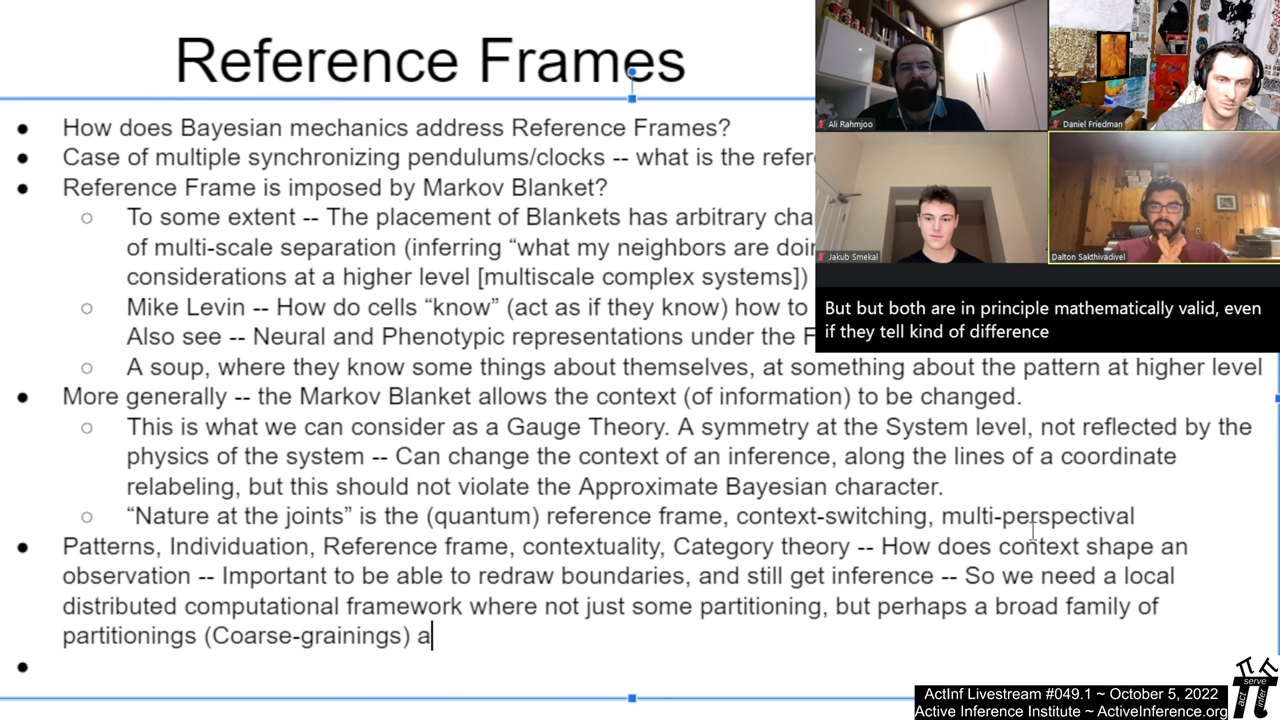 Reference Frames
● How does Bayesian mechanics address Reference Frames?
● Case of multiple synchronizing pendulums/clocks -- what is the refer
● Reference Frame is imposed by Markov Blanket?
○ To some extent -- The placement of Blankets has arbitrary cha
of multi-scale separation (inferring “what my neighbors are doin
considerations at a higher level [multiscale complex systems])
○ Mike Levin -- How do cells “know” (act as if they know) how to
Also see -- Neural and Phenotypic representations under the F
○ A soup, where they know some things about themselves, at something about the pattern at higher level
● More generally -- the Markov Blanket allows the context (of information) to be changed.
○ This is what we can consider as a Gauge Theory. A symmetry at the System level, not reflected by the
physics of the system -- Can change the context of an inference, along the lines of a coordinate
relabeling, but this should not violate the Approximate Bayesian character.
○ “Nature at the joints” is the (quantum) reference frame, context-switching, multi-perspectival
● Patterns, Individuation, Reference frame, contextuality, Category theory -- How does context shape an
observation -- Important to be able to redraw boundaries, and still get inference -- So we need a local
distributed computational framework where not just some partitioning, but perhaps a broad family of
partitionings (Coarse-grainings) a
●
Ali Rahmjoo
Daniel Friedman
Jakub Smekal
Dalton Sakthivadivel
But but both are in principle mathematically valid, even
if they tell kind of difference
ActInf Livestream #049.1 ~ October 5, 2022
Active Inference Institute ~ ActiveInference.org
serve
act
infer